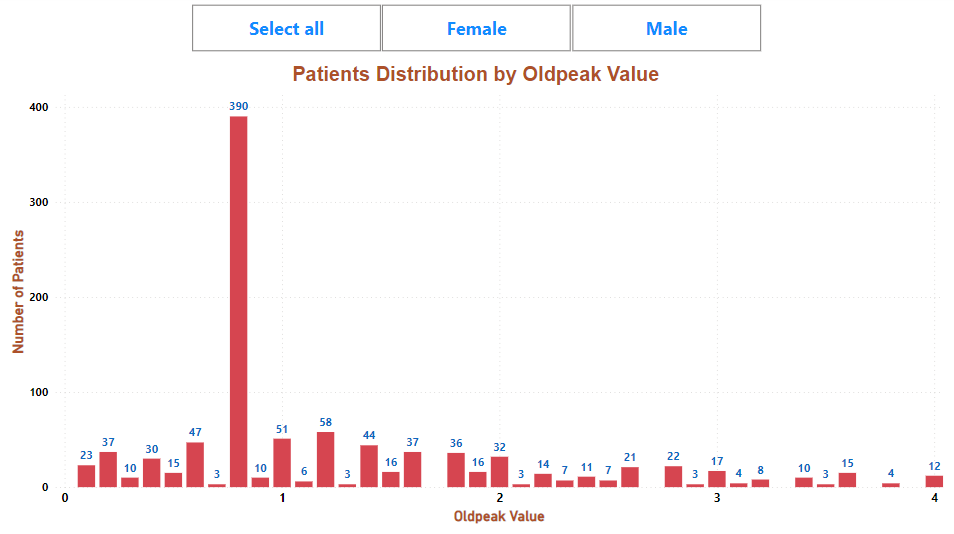 Select all Female Male
Patients Distribution by Oldpeak Value
Number of Patients
400
300
200
100
0
23 37 10 30 15 47 3 390 10 51 6 58 3 44 16 37 36 16 32 3 14 7 11 7 21 22 3 17 4 8 10 3 15 4 12
0 1 2 3 4
Oldpeak Value